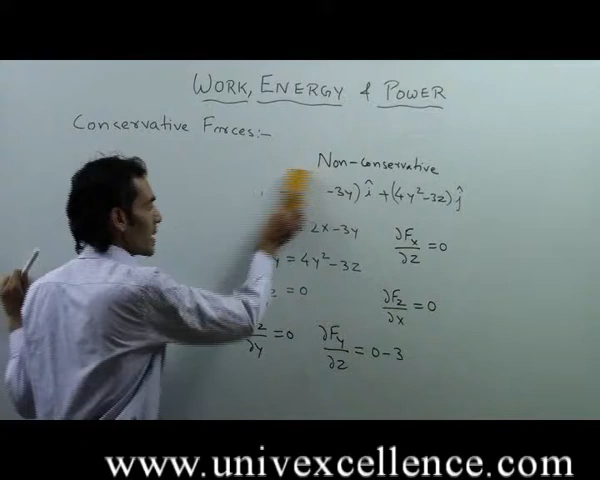 WORK, ENERGY & POWER
Conservative Forces:-
Non-conservative
-3y) î + (4y²-3z) ĵ
2x-3y
∂Fx/∂z = 0
y = 4y²-3z
z = 0
∂Fz/∂x = 0
z/∂y = 0
∂Fy/∂z = 0-3
www.univexcellence.com